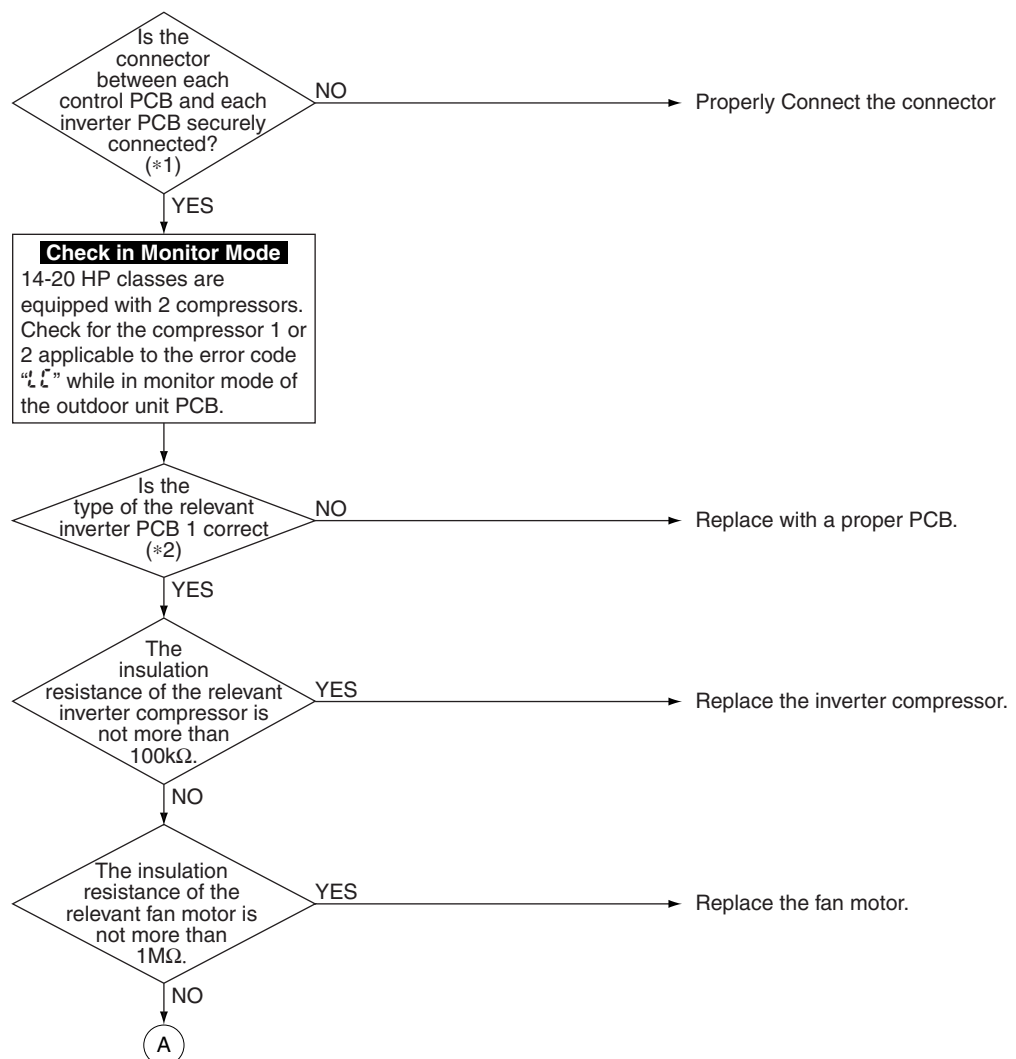 Is the
connector
between each
control PCB and each
inverter PCB securely
connected?
(*1)
NO
Properly Connect the connector
YES
Check in Monitor Mode
14-20 HP classes are
equipped with 2 compressors.
Check for the compressor 1 or
2 applicable to the error code
“LC” while in monitor mode of
the outdoor unit PCB.
Is the
type of the relevant
inverter PCB 1 correct
(*2)
NO
Replace with a proper PCB.
YES
The
insulation
resistance of the relevant
inverter compressor is
not more than
100kΩ.
YES
Replace the inverter compressor.
NO
The insulation
resistance of the
relevant fan motor is
not more than
1MΩ.
YES
Replace the fan motor.
NO
A